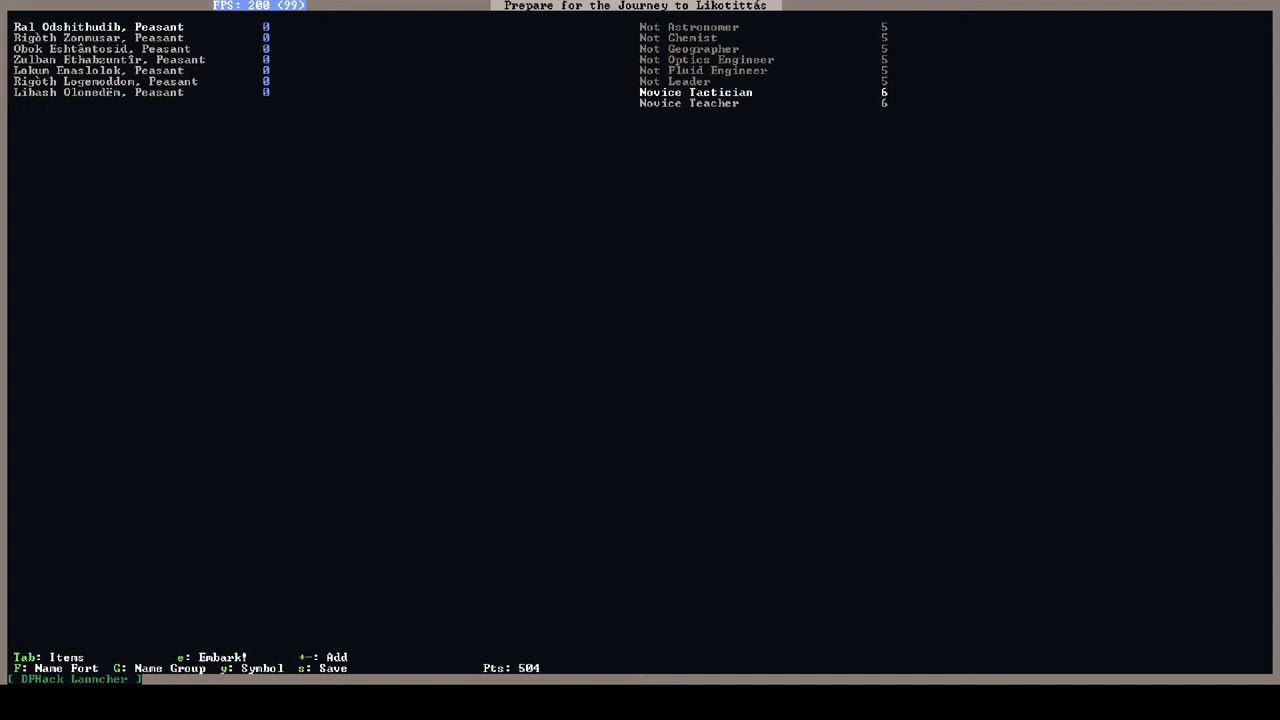 FPS: 200 (99)
Prepare for the Journey to Likotittás
Ral Odshithudib, Peasant 0
Rigòth Zonmusar, Peasant 0
Obok Eshtântosid, Peasant 0
Zulban Ethabzuntîr, Peasant 0
Lokum Enaslolok, Peasant 0
Rigòth Logemoddom, Peasant 0
Libash Olonedëm, Peasant 0
Not Astronomer 5
Not Chemist 5
Not Geographer 5
Not Optics Engineer 5
Not Fluid Engineer 5
Not Leader 5
Novice Tactician 6
Novice Teacher 6
Tab: Items e: Embark! +-: Add
F: Name Fort G: Name Group y: Symbol s: Save Pts: 504
[ DFHack Launcher ]